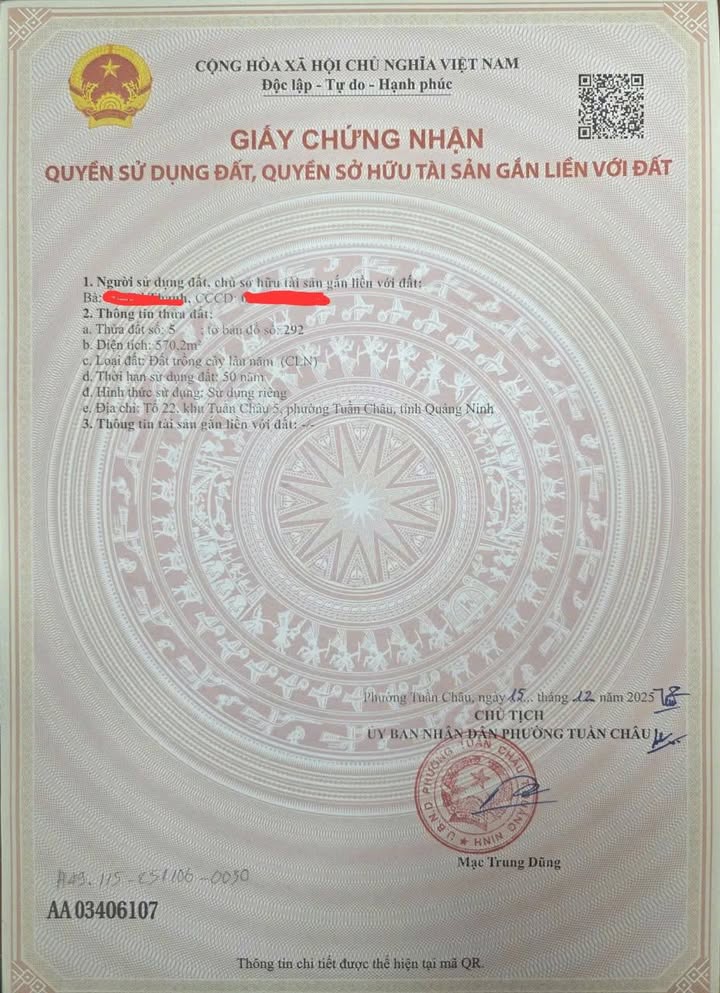 CỘNG HÒA XÃ HỘI CHỦ NGHĨA VIỆT NAM
Độc lập - Tự do - Hạnh phúc
GIẤY CHỨNG NHẬN
QUYỀN SỬ DỤNG ĐẤT, QUYỀN SỞ HỮU TÀI SẢN GẮN LIỀN VỚI ĐẤT
1. Người sử dụng đất, chủ sở hữu tài sản gắn liền với đất:
Bà: , CCCD:
2. Thông tin thửa đất:
a. Thửa đất số: 5 ; tờ bản đồ số: 292
b. Diện tích: 570,2m²
c. Loại đất: Đất trồng cây lâu năm (CLN)
d. Thời hạn sử dụng đất: 50 năm
đ. Hình thức sử dụng: Sử dụng riêng
e. Địa chỉ: Tổ 22, khu Tuần Châu 5, phường Tuần Châu, tỉnh Quảng Ninh
3. Thông tin tài sản gắn liền với đất: -/-
Phường Tuần Châu, ngày 15... tháng 12 năm 2025
CHỦ TỊCH
ỦY BAN NHÂN DÂN PHƯỜNG TUẦN CHÂU
U.B.N.D PHƯỜNG TUẦN CHÂU T. QUẢNG NINH
Mạc Trung Dũng
AA 03406107
Thông tin chi tiết được thể hiện tại mã QR.